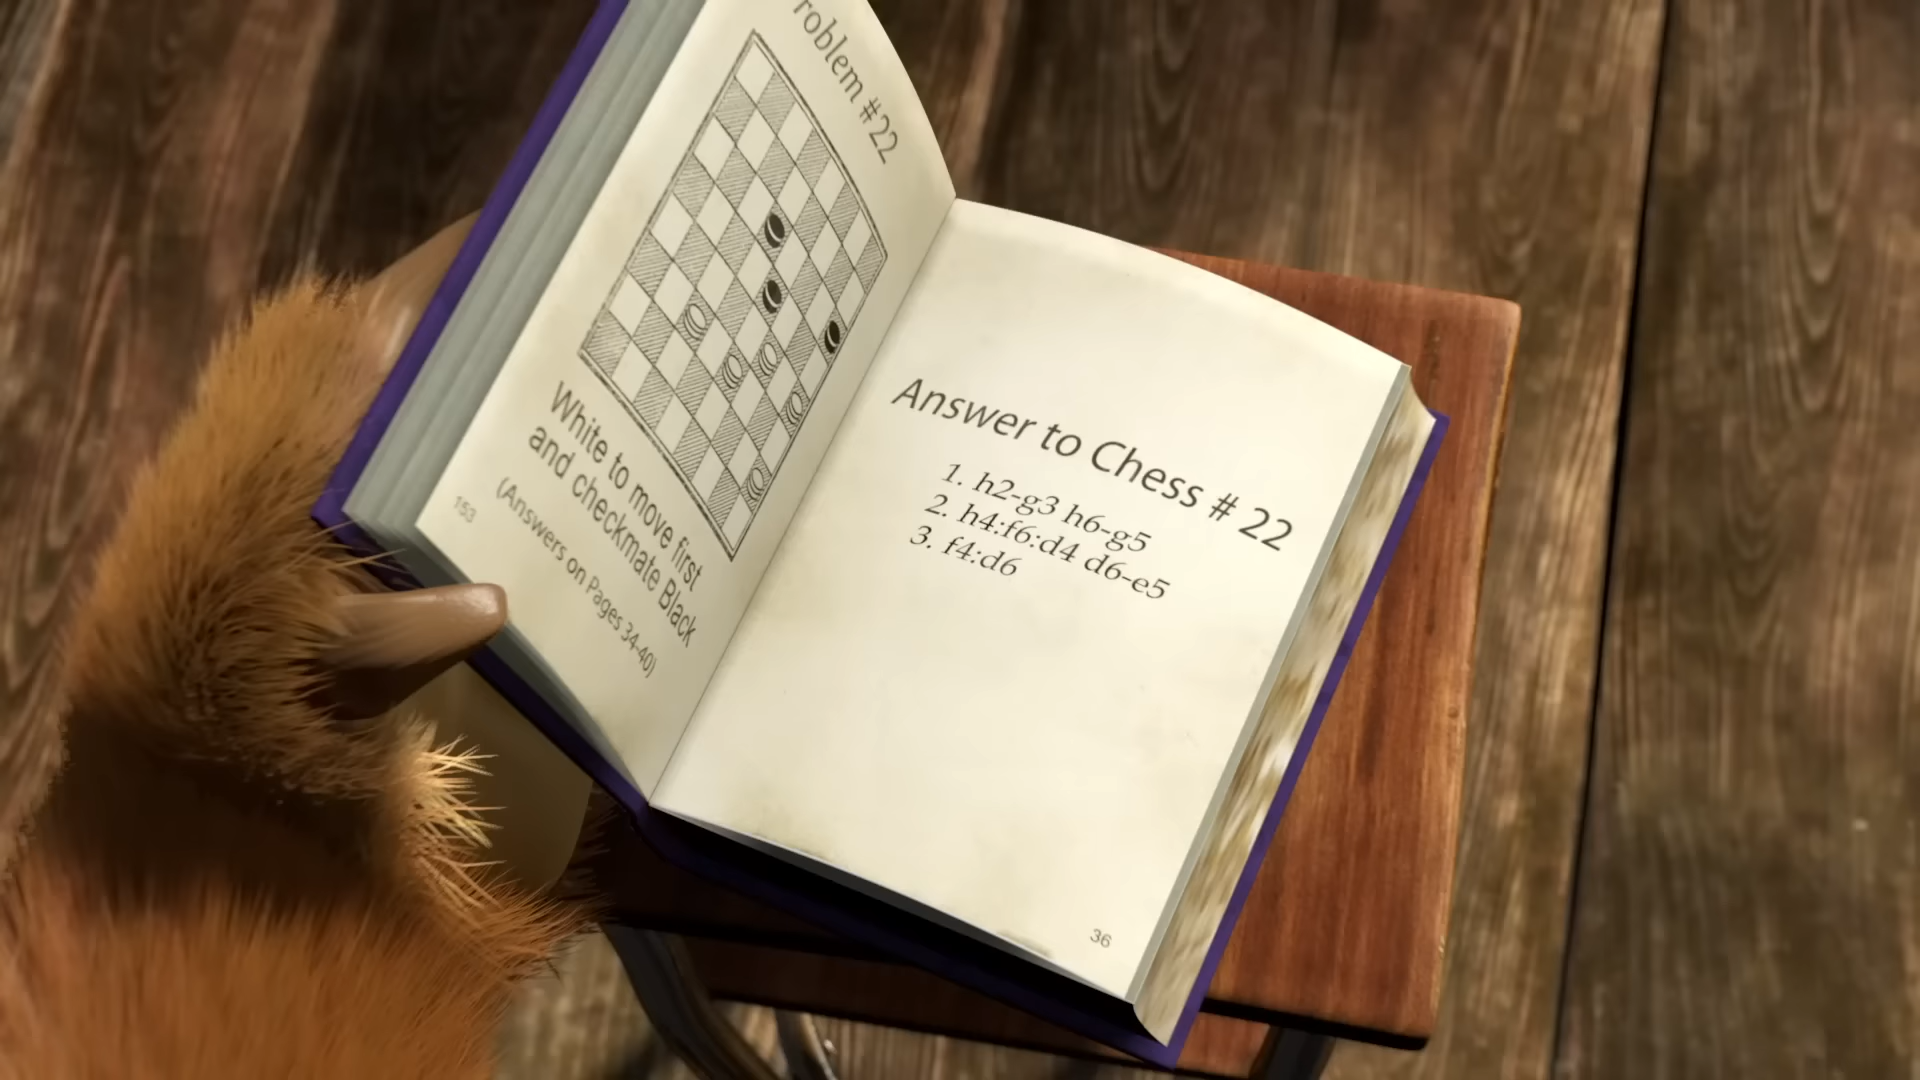 roblem #22
White to move first
and checkmate Black
(Answers on Pages 34-40)
153
Answer to Chess # 22
1. h2-g3 h6-g5
2. h4:f6:d4 d6-e5
3. f4:d6
36